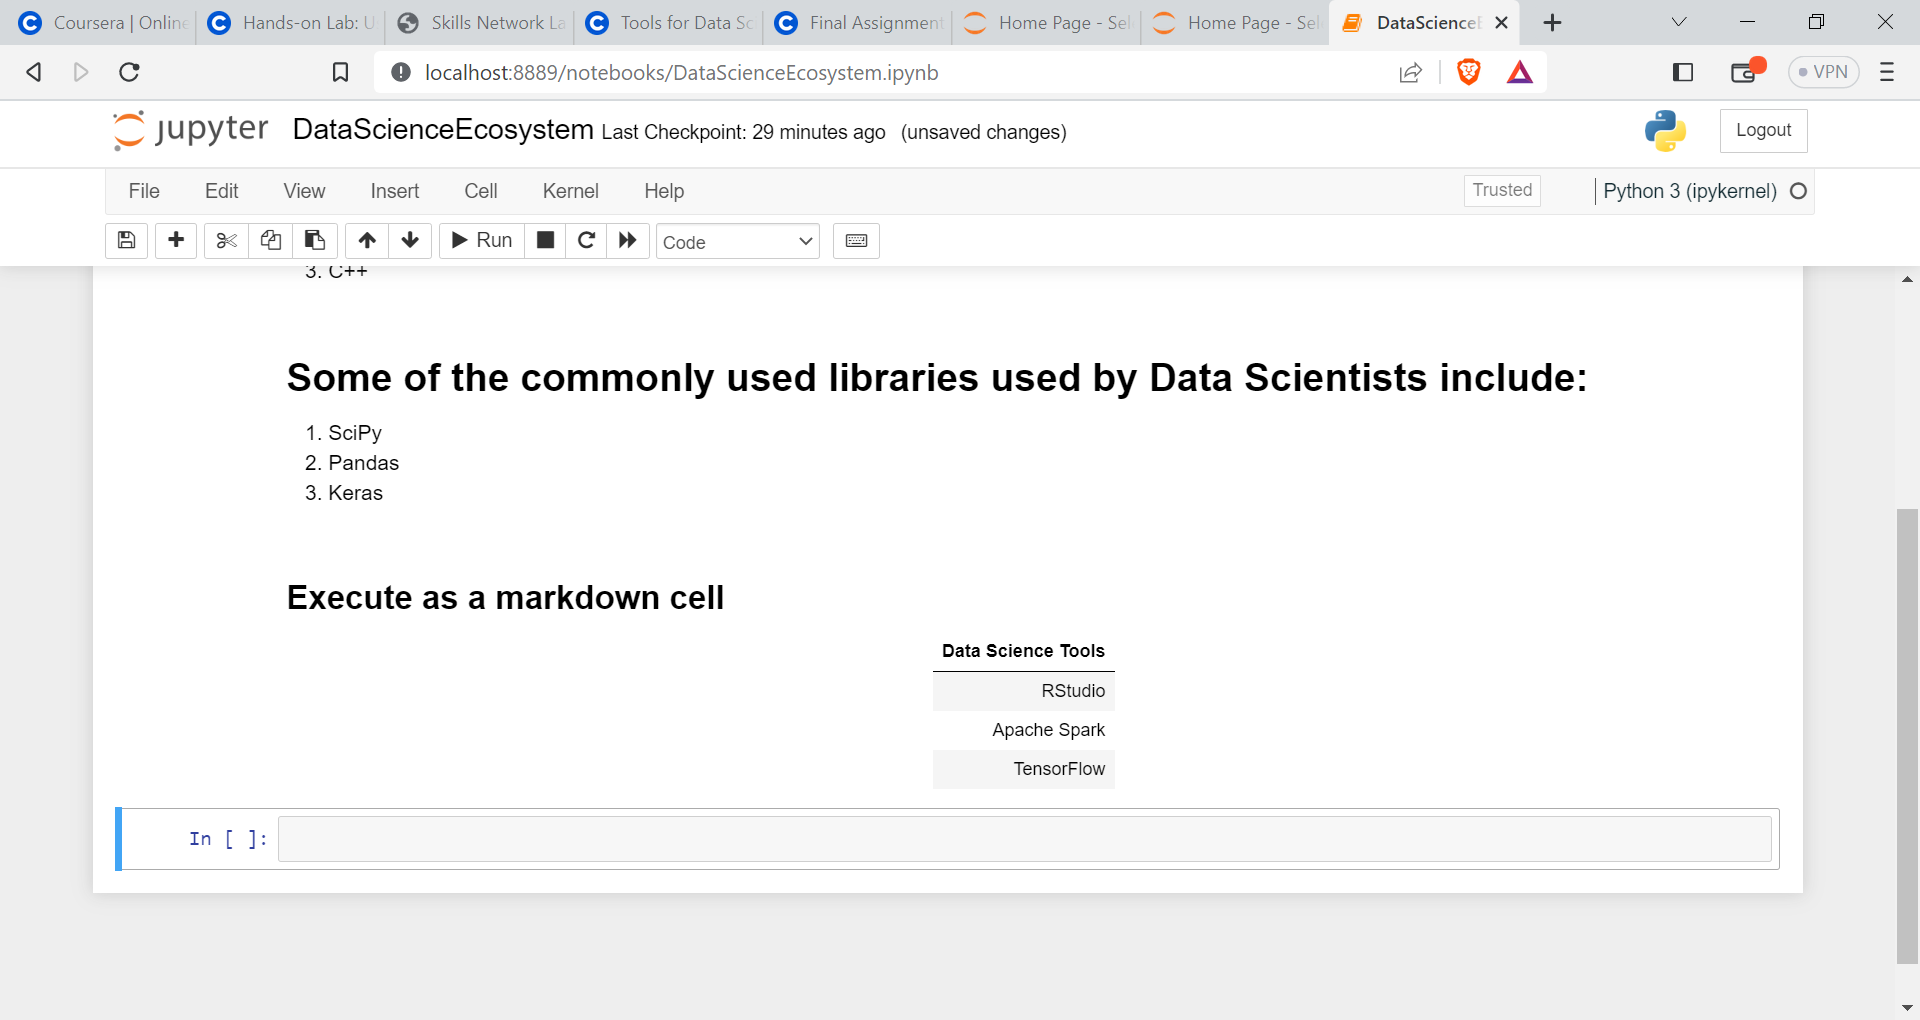 Coursera | Online
Hands-on Lab: U
Skills Network La
Tools for Data Sc
Final Assignment
Home Page - Sel
Home Page - Sel
DataScienceE
localhost:8889/notebooks/DataScienceEcosystem.ipynb
VPN
jupyter DataScienceEcosystem Last Checkpoint: 29 minutes ago (unsaved changes)
Logout
File Edit View Insert Cell Kernel Help
Trusted
Python 3 (ipykernel)
Run
Code
3. C++
Some of the commonly used libraries used by Data Scientists include:
1. SciPy
2. Pandas
3. Keras
Execute as a markdown cell
Data Science Tools
RStudio
Apache Spark
TensorFlow
In [ ]: